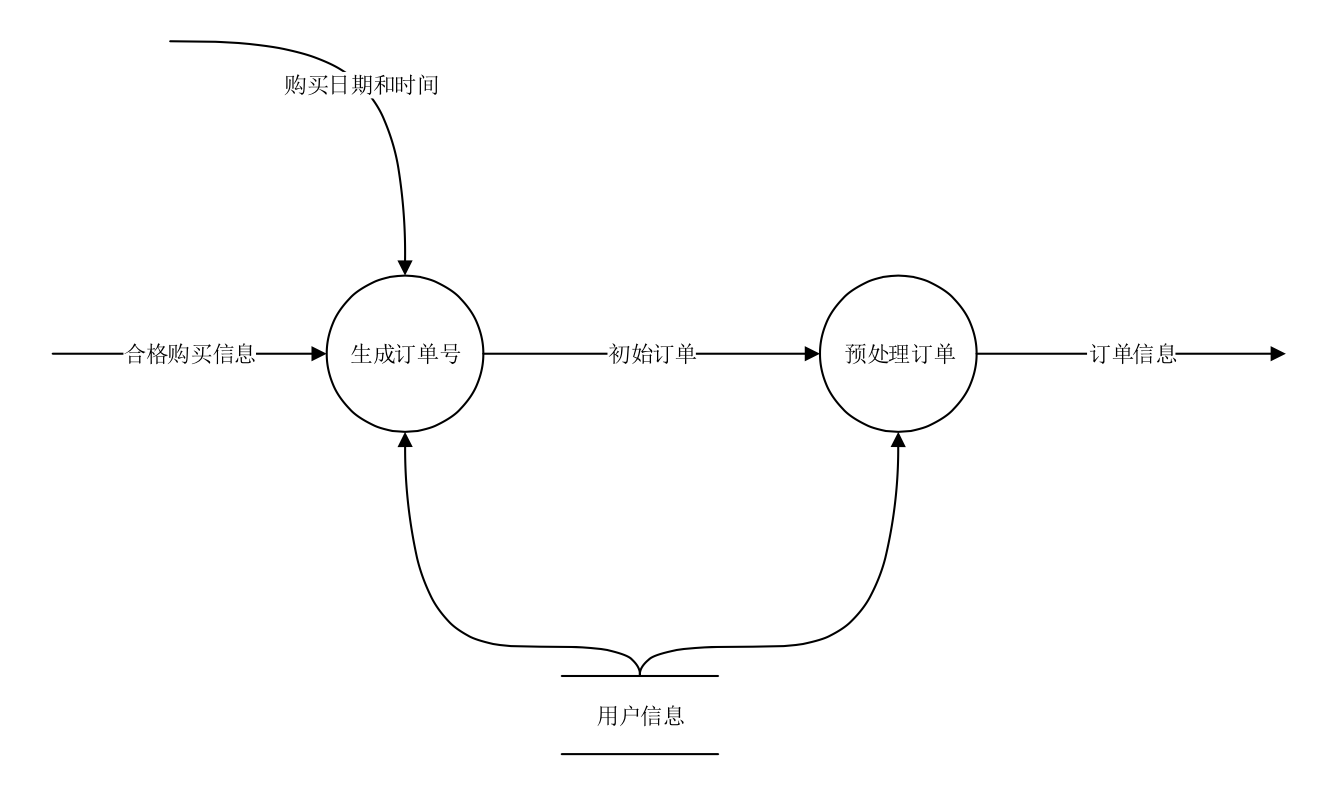 购买日期和时间
合格购买信息
生成订单号
初始订单
预处理订单
订单信息
用户信息